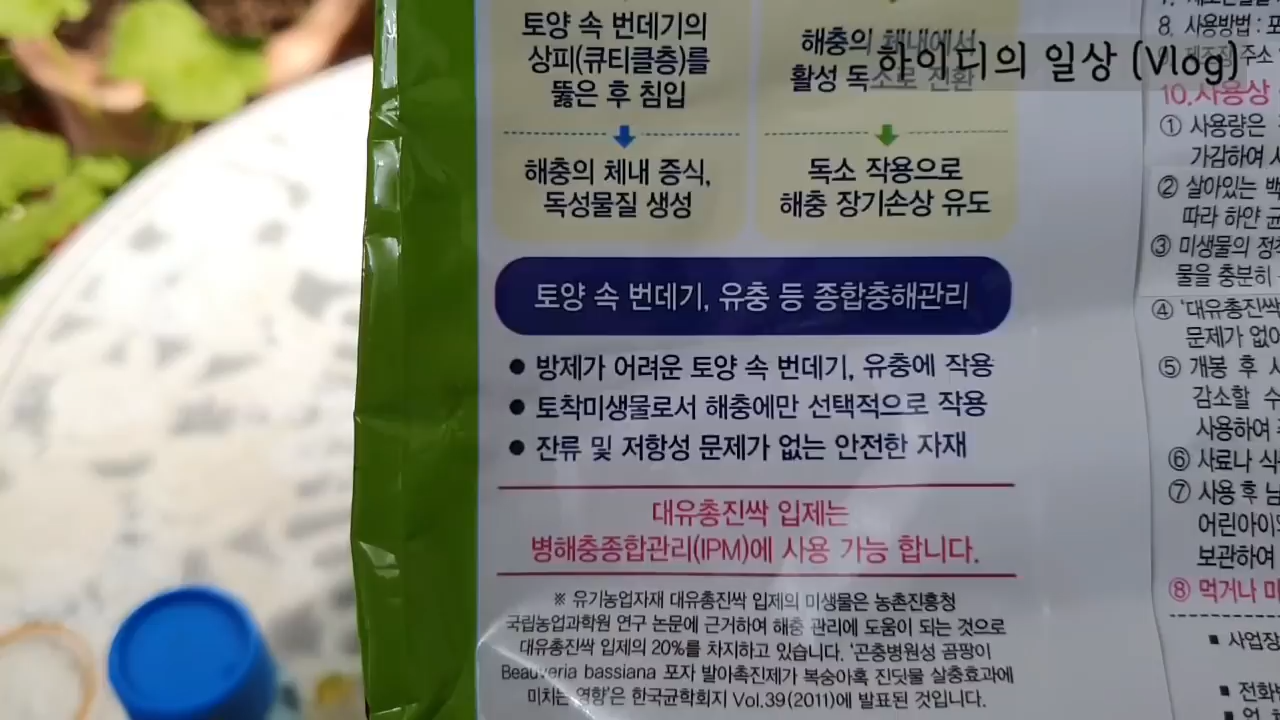 토양 속 번데기의
상피(큐티클층)를
뚫은 후 침입
해충의 체내 증식,
독성물질 생성
해충의 체내에서
활성 독소로 전환
독소 작용으로
해충 장기손상 유도
하이디의 일상 (Vlog)
토양 속 번데기, 유충 등 종합충해관리
● 방제가 어려운 토양 속 번데기, 유충에 작용
● 토착미생물로서 해충에만 선택적으로 작용
● 잔류 및 저항성 문제가 없는 안전한 자재
대유총진싹 입제는
병해충종합관리(IPM)에 사용 가능 합니다.
※ 유기농업자재 대유총진싹 입제의 미생물은 농촌진흥청
국립농업과학원 연구 논문에 근거하여 해충 관리에 도움이 되는 것으로
대유총진싹 입제의 20%를 차지하고 있습니다. '곤충병원성 곰팡이
Beauveria bassiana 포자 발아촉진제가 복숭아혹 진딧물 살충효과에
미치는 영향'은 한국균학회지 Vol.39(2011)에 발표된 것입니다.
8. 사용방법 :
주소
10. 사용상
① 사용량은
가감하여
② 살아있는
따라 하얀
③ 미생물의
물을 충분히
④ '대유총진싹
문제가
⑤ 개봉 후
감소할 수
사용하여
⑥ 사료나
⑦ 사용 후
보관하여
⑧ 먹거나
■ 사업장